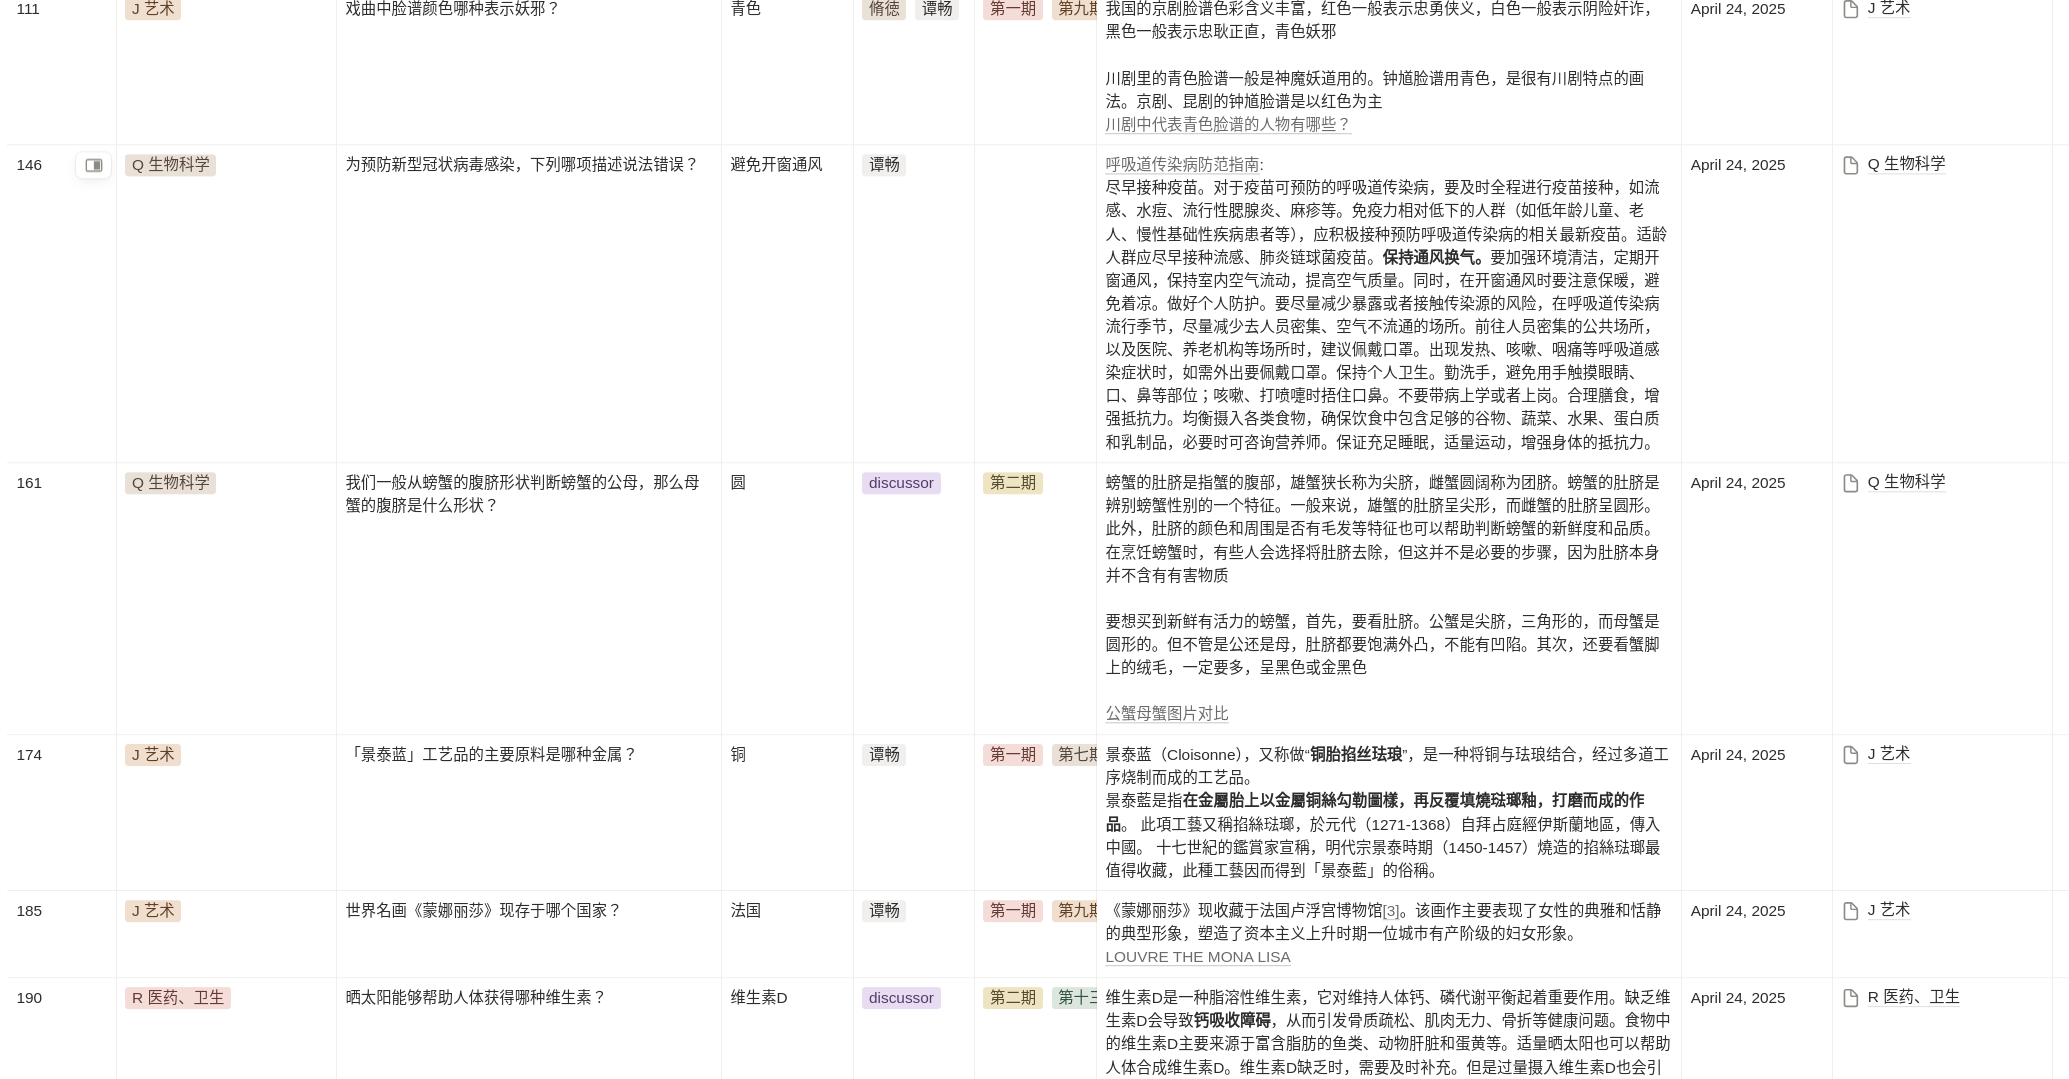 111 J 艺术 戏曲中脸谱颜色哪种表示妖邪？ 青色 脩德 谭畅 第一期 第九期 我国的京剧脸谱色彩含义丰富，红色一般表示忠勇侠义，白色一般表示阴险奸诈， April 24, 2025 J 艺术
黑色一般表示忠耿正直，青色妖邪
川剧里的青色脸谱一般是神魔妖道用的。钟馗脸谱用青色，是很有川剧特点的画
法。京剧、昆剧的钟馗脸谱是以红色为主
川剧中代表青色脸谱的人物有哪些？
146 Q 生物科学 为预防新型冠状病毒感染，下列哪项描述说法错误？ 避免开窗通风 谭畅 呼吸道传染病防范指南: April 24, 2025 Q 生物科学
尽早接种疫苗。对于疫苗可预防的呼吸道传染病，要及时全程进行疫苗接种，如流
感、水痘、流行性腮腺炎、麻疹等。免疫力相对低下的人群（如低年龄儿童、老
人、慢性基础性疾病患者等），应积极接种预防呼吸道传染病的相关最新疫苗。适龄
人群应尽早接种流感、肺炎链球菌疫苗。保持通风换气。要加强环境清洁，定期开
窗通风，保持室内空气流动，提高空气质量。同时，在开窗通风时要注意保暖，避
免着凉。做好个人防护。要尽量减少暴露或者接触传染源的风险，在呼吸道传染病
流行季节，尽量减少去人员密集、空气不流通的场所。前往人员密集的公共场所，
以及医院、养老机构等场所时，建议佩戴口罩。出现发热、咳嗽、咽痛等呼吸道感
染症状时，如需外出要佩戴口罩。保持个人卫生。勤洗手，避免用手触摸眼睛、
口、鼻等部位；咳嗽、打喷嚏时捂住口鼻。不要带病上学或者上岗。合理膳食，增
强抵抗力。均衡摄入各类食物，确保饮食中包含足够的谷物、蔬菜、水果、蛋白质
和乳制品，必要时可咨询营养师。保证充足睡眠，适量运动，增强身体的抵抗力。
161 Q 生物科学 我们一般从螃蟹的腹脐形状判断螃蟹的公母，那么母 圆 discussor 第二期 螃蟹的肚脐是指蟹的腹部，雄蟹狭长称为尖脐，雌蟹圆阔称为团脐。螃蟹的肚脐是 April 24, 2025 Q 生物科学
蟹的腹脐是什么形状？ 辨别螃蟹性别的一个特征。一般来说，雄蟹的肚脐呈尖形，而雌蟹的肚脐呈圆形。
此外，肚脐的颜色和周围是否有毛发等特征也可以帮助判断螃蟹的新鲜度和品质。
在烹饪螃蟹时，有些人会选择将肚脐去除，但这并不是必要的步骤，因为肚脐本身
并不含有有害物质
要想买到新鲜有活力的螃蟹，首先，要看肚脐。公蟹是尖脐，三角形的，而母蟹是
圆形的。但不管是公还是母，肚脐都要饱满外凸，不能有凹陷。其次，还要看蟹脚
上的绒毛，一定要多，呈黑色或金黑色
公蟹母蟹图片对比
174 J 艺术 「景泰蓝」工艺品的主要原料是哪种金属？ 铜 谭畅 第一期 第七期 景泰蓝（Cloisonne），又称做“铜胎掐丝珐琅”，是一种将铜与珐琅结合，经过多道工 April 24, 2025 J 艺术
序烧制而成的工艺品。
景泰藍是指在金屬胎上以金屬铜絲勾勒圖樣，再反覆填燒珐瑯釉，打磨而成的作
品。 此項工藝又稱掐絲珐瑯，於元代（1271-1368）自拜占庭經伊斯蘭地區，傳入
中國。 十七世紀的鑑賞家宣稱，明代宗景泰時期（1450-1457）燒造的掐絲珐瑯最
值得收藏，此種工藝因而得到「景泰藍」的俗稱。
185 J 艺术 世界名画《蒙娜丽莎》现存于哪个国家？ 法国 谭畅 第一期 第九期 《蒙娜丽莎》现收藏于法国卢浮宫博物馆[3]。该画作主要表现了女性的典雅和恬静 April 24, 2025 J 艺术
的典型形象，塑造了资本主义上升时期一位城市有产阶级的妇女形象。
LOUVRE THE MONA LISA
190 R 医药、卫生 晒太阳能够帮助人体获得哪种维生素？ 维生素D discussor 第二期 第十三 维生素D是一种脂溶性维生素，它对维持人体钙、磷代谢平衡起着重要作用。缺乏维 April 24, 2025 R 医药、卫生
生素D会导致钙吸收障碍，从而引发骨质疏松、肌肉无力、骨折等健康问题。食物中
的维生素D主要来源于富含脂肪的鱼类、动物肝脏和蛋黄等。适量晒太阳也可以帮助
人体合成维生素D。维生素D缺乏时，需要及时补充。但是过量摄入维生素D也会引